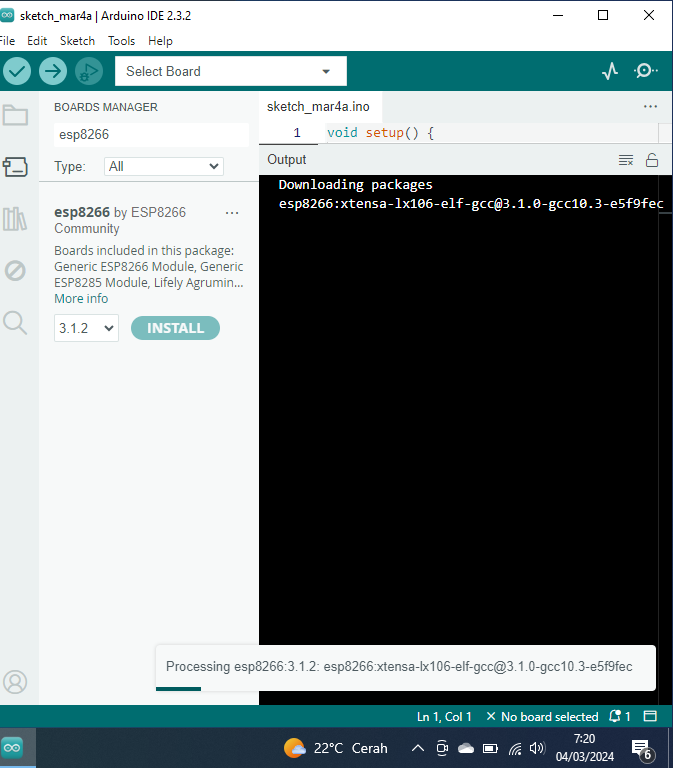 sketch_mar4a | Arduino IDE 2.3.2
File Edit Sketch Tools Help
Select Board
BOARDS MANAGER
esp8266
Type: All
esp8266 by ESP8266
Community
Boards included in this package:
Generic ESP8266 Module, Generic
ESP8285 Module, Lifely Agrumin...
More info
3.1.2 INSTALL
sketch_mar4a.ino
1 void setup() {
Output
Downloading packages
esp8266:xtensa-lx106-elf-gcc@3.1.0-gcc10.3-e5f9fec
Processing esp8266:3.1.2: esp8266:xtensa-lx106-elf-gcc@3.1.0-gcc10.3-e5f9fec
Ln 1, Col 1 × No board selected 1
22°C Cerah
7:20
04/03/2024
6